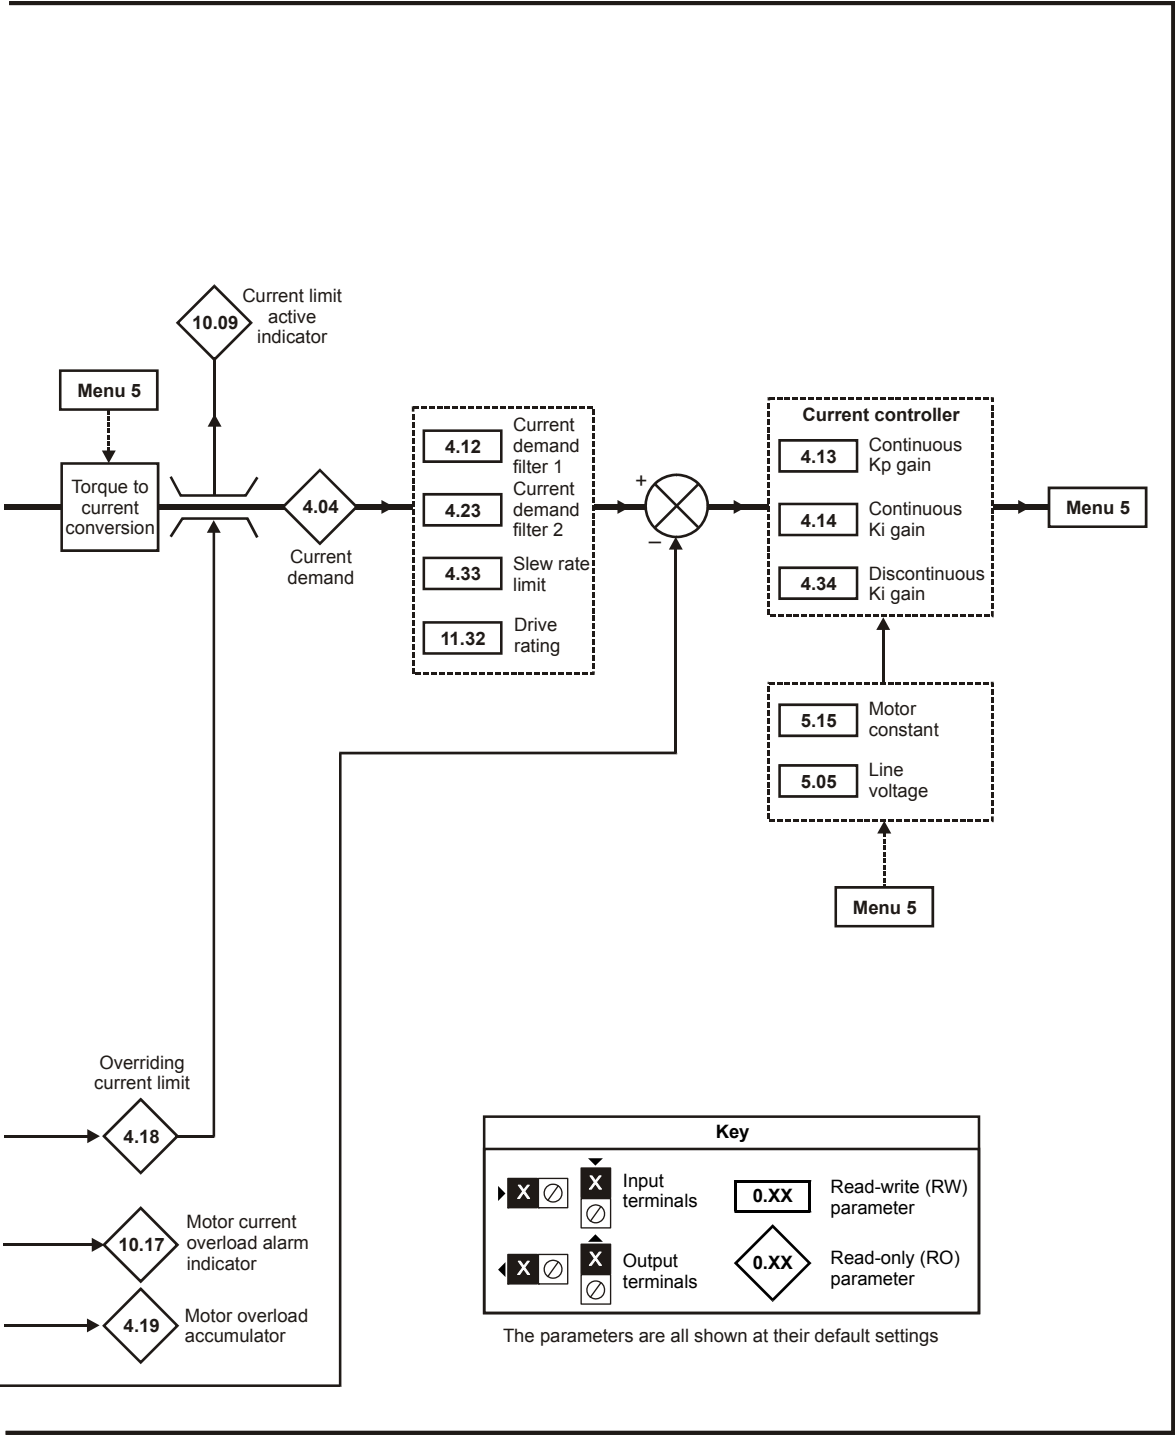 10.09
Current limit
active
indicator
Menu 5
Torque to
current
conversion
4.04
Current
demand
4.12
Current
demand
filter 1
4.23
Current
demand
filter 2
4.33
Slew rate
limit
11.32
Drive
rating
+
–
Current controller
4.13
Continuous
Kp gain
4.14
Continuous
Ki gain
4.34
Discontinuous
Ki gain
Menu 5
5.15
Motor
constant
5.05
Line
voltage
Menu 5
Overriding
current limit
4.18
10.17
Motor current
overload alarm
indicator
4.19
Motor overload
accumulator
Key
X
X
Input
terminals
0.XX
Read-write (RW)
parameter
X
X
Output
terminals
0.XX
Read-only (RO)
parameter
The parameters are all shown at their default settings